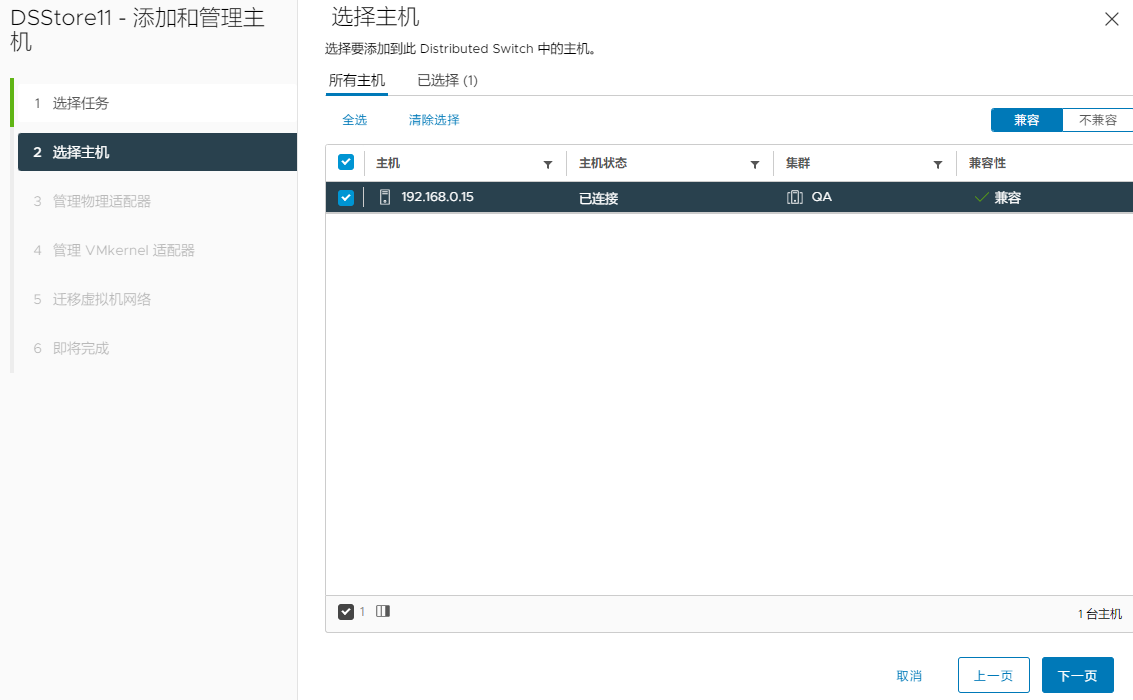 DSStore11 - 添加和管理主
机
1 选择任务
2 选择主机
3 管理物理适配器
4 管理 VMkernel 适配器
5 迁移虚拟机网络
6 即将完成
选择主机
选择要添加到此 Distributed Switch 中的主机。
所有主机 已选择 (1)
全选 清除选择 兼容 不兼容
主机 主机状态 集群 兼容性
192.168.0.15 已连接 QA 兼容
1 1 台主机
取消 上一页 下一页